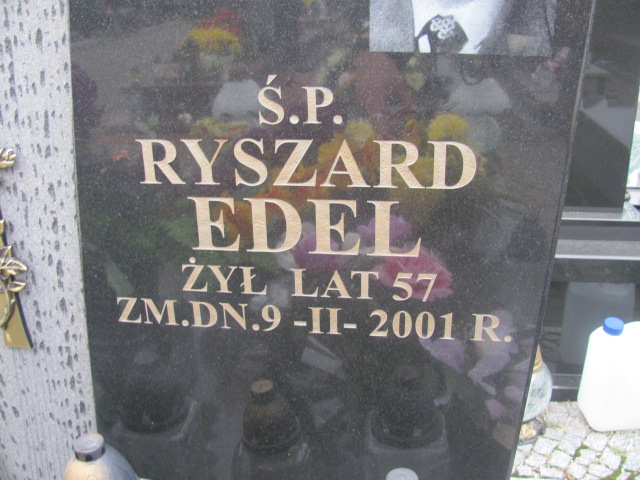 Ś.P.
RYSZARD
EDEL
ŻYŁ LAT 57
ZM.DN.9 -II- 2001 R.